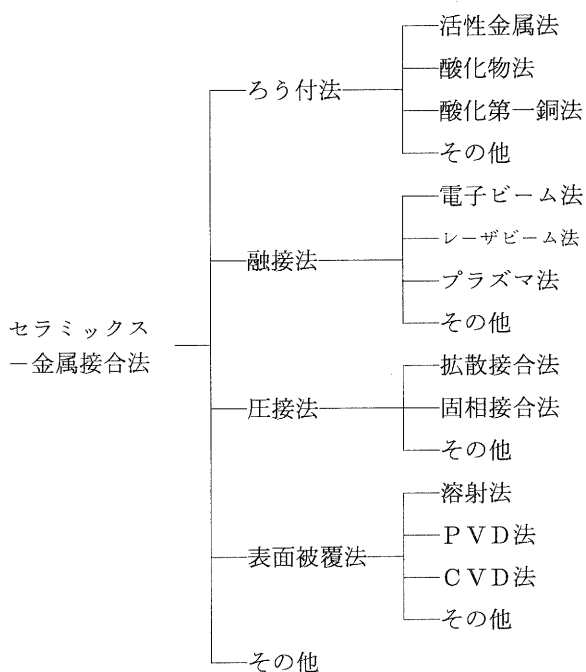 セラミックス
－金属接合法
ろう付法
活性金属法
酸化物法
酸化第一銅法
その他
融接法
電子ビーム法
レーザビーム法
プラズマ法
その他
圧接法
拡散接合法
固相接合法
その他
表面被覆法
溶射法
ＰＶＤ法
ＣＶＤ法
その他
その他